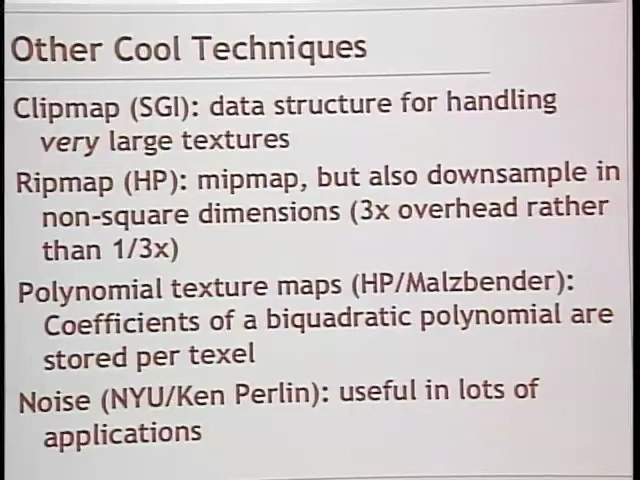 Other Cool Techniques
Clipmap (SGI): data structure for handling
very large textures
Ripmap (HP): mipmap, but also downsample in
non-square dimensions (3x overhead rather
than 1/3x)
Polynomial texture maps (HP/Malzbender):
Coefficients of a biquadratic polynomial are
stored per texel
Noise (NYU/Ken Perlin): useful in lots of
applications